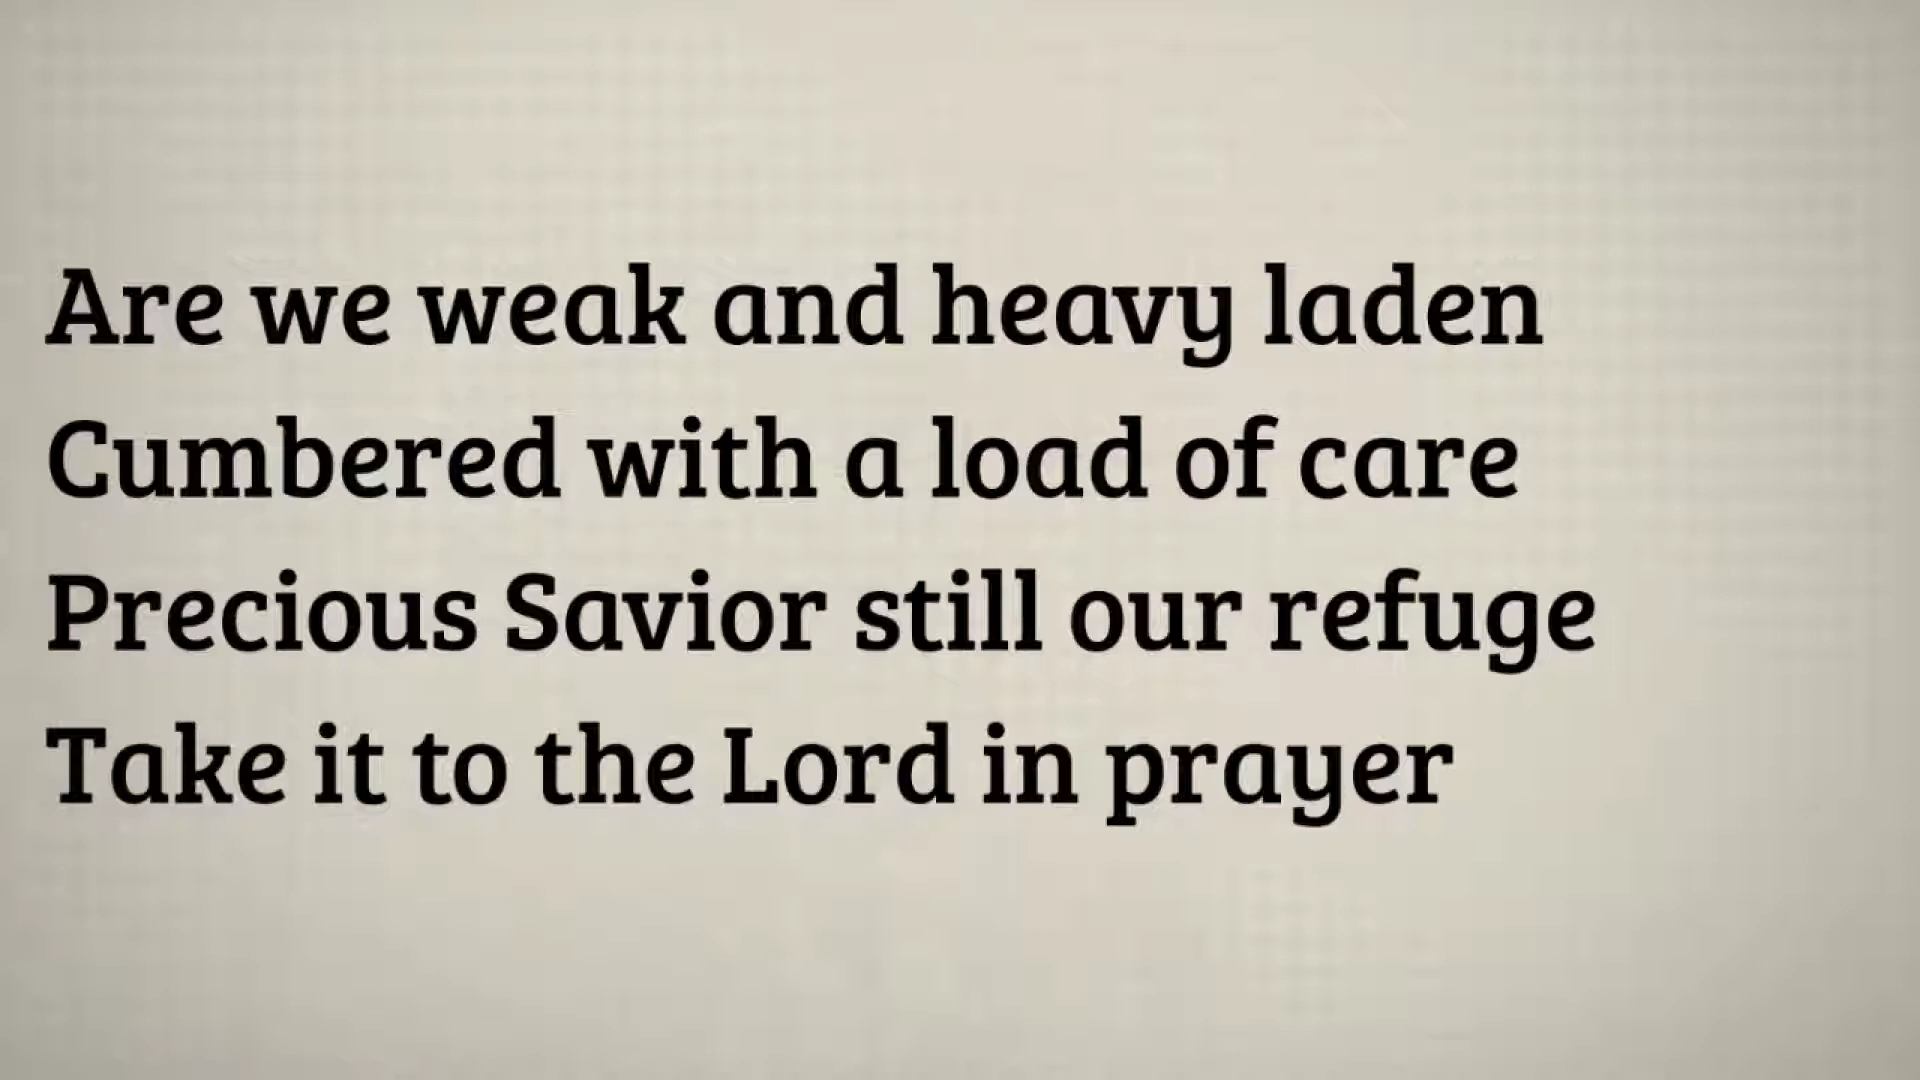 Are we weak and heavy laden
Cumbered with a load of care
Precious Savior still our refuge
Take it to the Lord in prayer